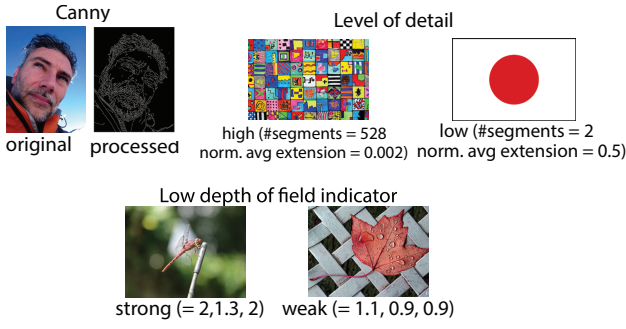 Canny
original
processed
Level of detail
high (#segments = 528
norm. avg extension = 0.002)
low (#segments = 2
norm. avg extension = 0.5)
Low depth of field indicator
strong (= 2,1.3, 2)
weak (= 1.1, 0.9, 0.9)